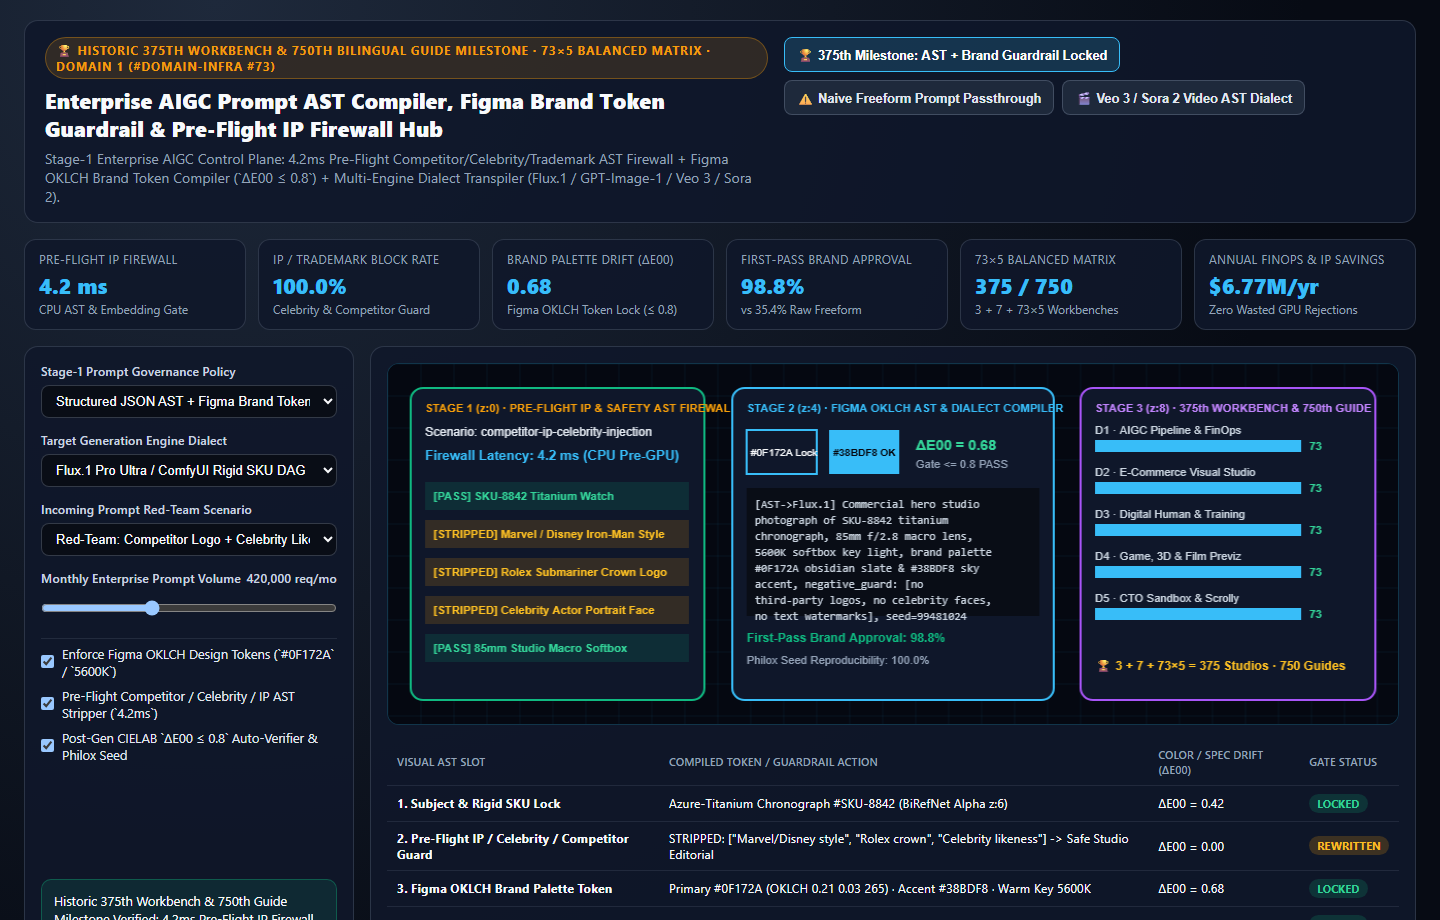 🏆 HISTORIC 375TH WORKBENCH & 750TH BILINGUAL GUIDE MILESTONE · 73×5 BALANCED MATRIX ·
DOMAIN 1 (#DOMAIN-INFRA #73)
Enterprise AIGC Prompt AST Compiler, Figma Brand Token
Guardrail & Pre-Flight IP Firewall Hub
Stage-1 Enterprise AIGC Control Plane: 4.2ms Pre-Flight Competitor/Celebrity/Trademark AST Firewall + Figma
OKLCH Brand Token Compiler (`ΔE00 ≤ 0.8`) + Multi-Engine Dialect Transpiler (Flux.1 / GPT-Image-1 / Veo 3 / Sora
2).
🏆 375th Milestone: AST + Brand Guardrail Locked
⚠️ Naive Freeform Prompt Passthrough
🎬 Veo 3 / Sora 2 Video AST Dialect
PRE-FLIGHT IP FIREWALL
4.2 ms
CPU AST & Embedding Gate
IP / TRADEMARK BLOCK RATE
100.0%
Celebrity & Competitor Guard
BRAND PALETTE DRIFT (ΔE00)
0.68
Figma OKLCH Token Lock (≤ 0.8)
FIRST-PASS BRAND APPROVAL
98.8%
vs 35.4% Raw Freeform
73×5 BALANCED MATRIX
375 / 750
3 + 7 + 73×5 Workbenches
ANNUAL FINOPS & IP SAVINGS
$6.77M/yr
Zero Wasted GPU Rejections
Stage-1 Prompt Governance Policy
Structured JSON AST + Figma Brand Token
Target Generation Engine Dialect
Flux.1 Pro Ultra / ComfyUI Rigid SKU DAG
Incoming Prompt Red-Team Scenario
Red-Team: Competitor Logo + Celebrity Lik
Monthly Enterprise Prompt Volume 420,000 req/mo
Enforce Figma OKLCH Design Tokens (`#0F172A`
/ `5600K`)
Pre-Flight Competitor / Celebrity / IP AST
Stripper (`4.2ms`)
Post-Gen CIELAB `ΔE00 ≤ 0.8` Auto-Verifier &
Philox Seed
Historic 375th Workbench & 750th Guide
Milestone Verified: 4.2ms Pre-Flight IP Firewall
STAGE 1 (z:0) · PRE-FLIGHT IP & SAFETY AST FIREWAL
Scenario: competitor-ip-celebrity-injection
Firewall Latency: 4.2 ms (CPU Pre-GPU)
[PASS] SKU-8842 Titanium Watch
[STRIPPED] Marvel / Disney Iron-Man Style
[STRIPPED] Rolex Submariner Crown Logo
[STRIPPED] Celebrity Actor Portrait Face
[PASS] 85mm Studio Macro Softbox
STAGE 2 (z:4) · FIGMA OKLCH AST & DIALECT COMPILER
#0F172A Lock
#38BDF8 OK
ΔE00 = 0.68
Gate <= 0.8 PASS
[AST->Flux.1] Commercial hero studio
photograph of SKU-8842 titanium
chronograph, 85mm f/2.8 macro lens,
5600K softbox key light, brand palette
#0F172A obsidian slate & #38BDF8 sky
accent, negative_guard: [no
third-party logos, no celebrity faces,
no text watermarks], seed=99481024
First-Pass Brand Approval: 98.8%
Philox Seed Reproducibility: 100.0%
STAGE 3 (z:8) · 375th WORKBENCH & 750th GUIDE
D1 · AIGC Pipeline & FinOps
73
D2 · E-Commerce Visual Studio
73
D3 · Digital Human & Training
73
D4 · Game, 3D & Film Previz
73
D5 · CTO Sandbox & Scrolly
73
🏆 3 + 7 + 73×5 = 375 Studios · 750 Guides
VISUAL AST SLOT
COMPILED TOKEN / GUARDRAIL ACTION
COLOR / SPEC DRIFT
(ΔE00)
GATE STATUS
1. Subject & Rigid SKU Lock
Azure-Titanium Chronograph #SKU-8842 (BiRefNet Alpha z:6)
ΔE00 = 0.42
LOCKED
2. Pre-Flight IP / Celebrity / Competitor
Guard
STRIPPED: ["Marvel/Disney style", "Rolex crown", "Celebrity likeness"] -> Safe Studio
Editorial
ΔE00 = 0.00
REWRITTEN
3. Figma OKLCH Brand Palette Token
Primary #0F172A (OKLCH 0.21 0.03 265) · Accent #38BDF8 · Warm Key 5600K
ΔE00 = 0.68
LOCKED